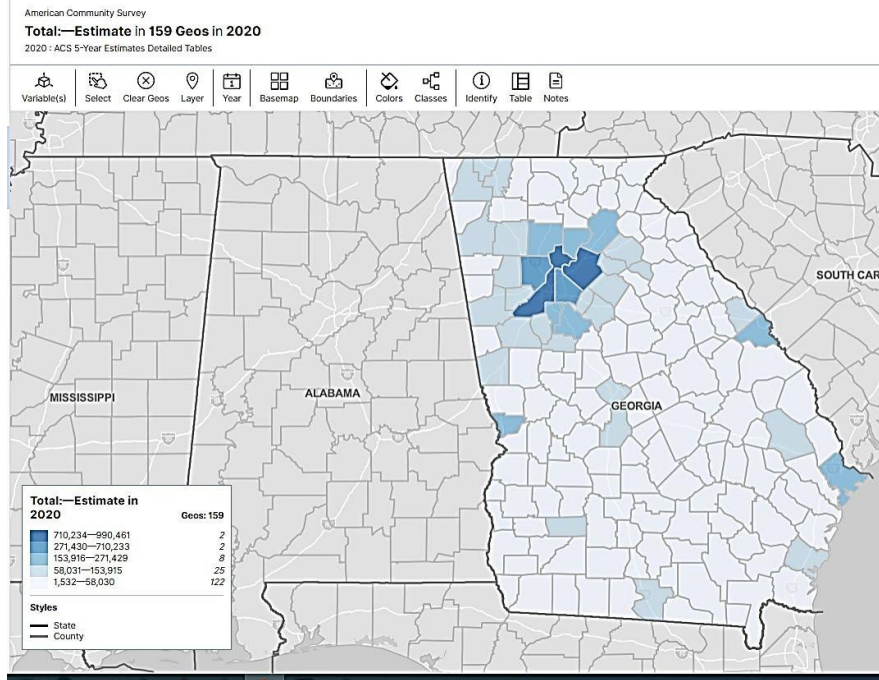 American Community Survey
Total:—Estimate in 159 Geos in 2020
2020 : ACS 5-Year Estimates Detailed Tables
Variable(s) Select Clear Geos Layer Year Basemap Boundaries Colors Classes Identify Table Notes
SOUTH CAR
MISSISSIPPI
ALABAMA
GEORGIA
Total:—Estimate in
2020 Geos: 159
710,234—990,461 2
271,430—710,233 2
153,916—271,429 8
58,031—153,915 25
1,532—58,030 122
Styles
State
County